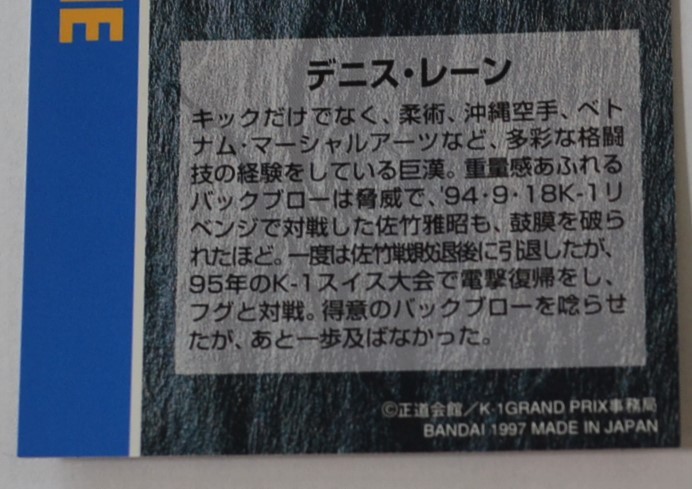 NE
デニス・レーン
キックだけでなく、柔術、沖縄空手、ベト
ナム・マーシャルアーツなど、多彩な格闘
技の経験をしている巨漢。重量感あふれる
バックブローは脅威で、'94・9・18K-1リ
ベンジで対戦した佐竹雅昭も、鼓膜を破ら
れたほど。一度は佐竹戦敗退後に引退したが、
95年のK-1スイス大会で電撃復帰をし、
フグと対戦。得意のバックブローを唸らせ
たが、あと一歩及ばなかった。
©正道会館／K-1GRAND PRIX事務局
BANDAI 1997 MADE IN JAPAN